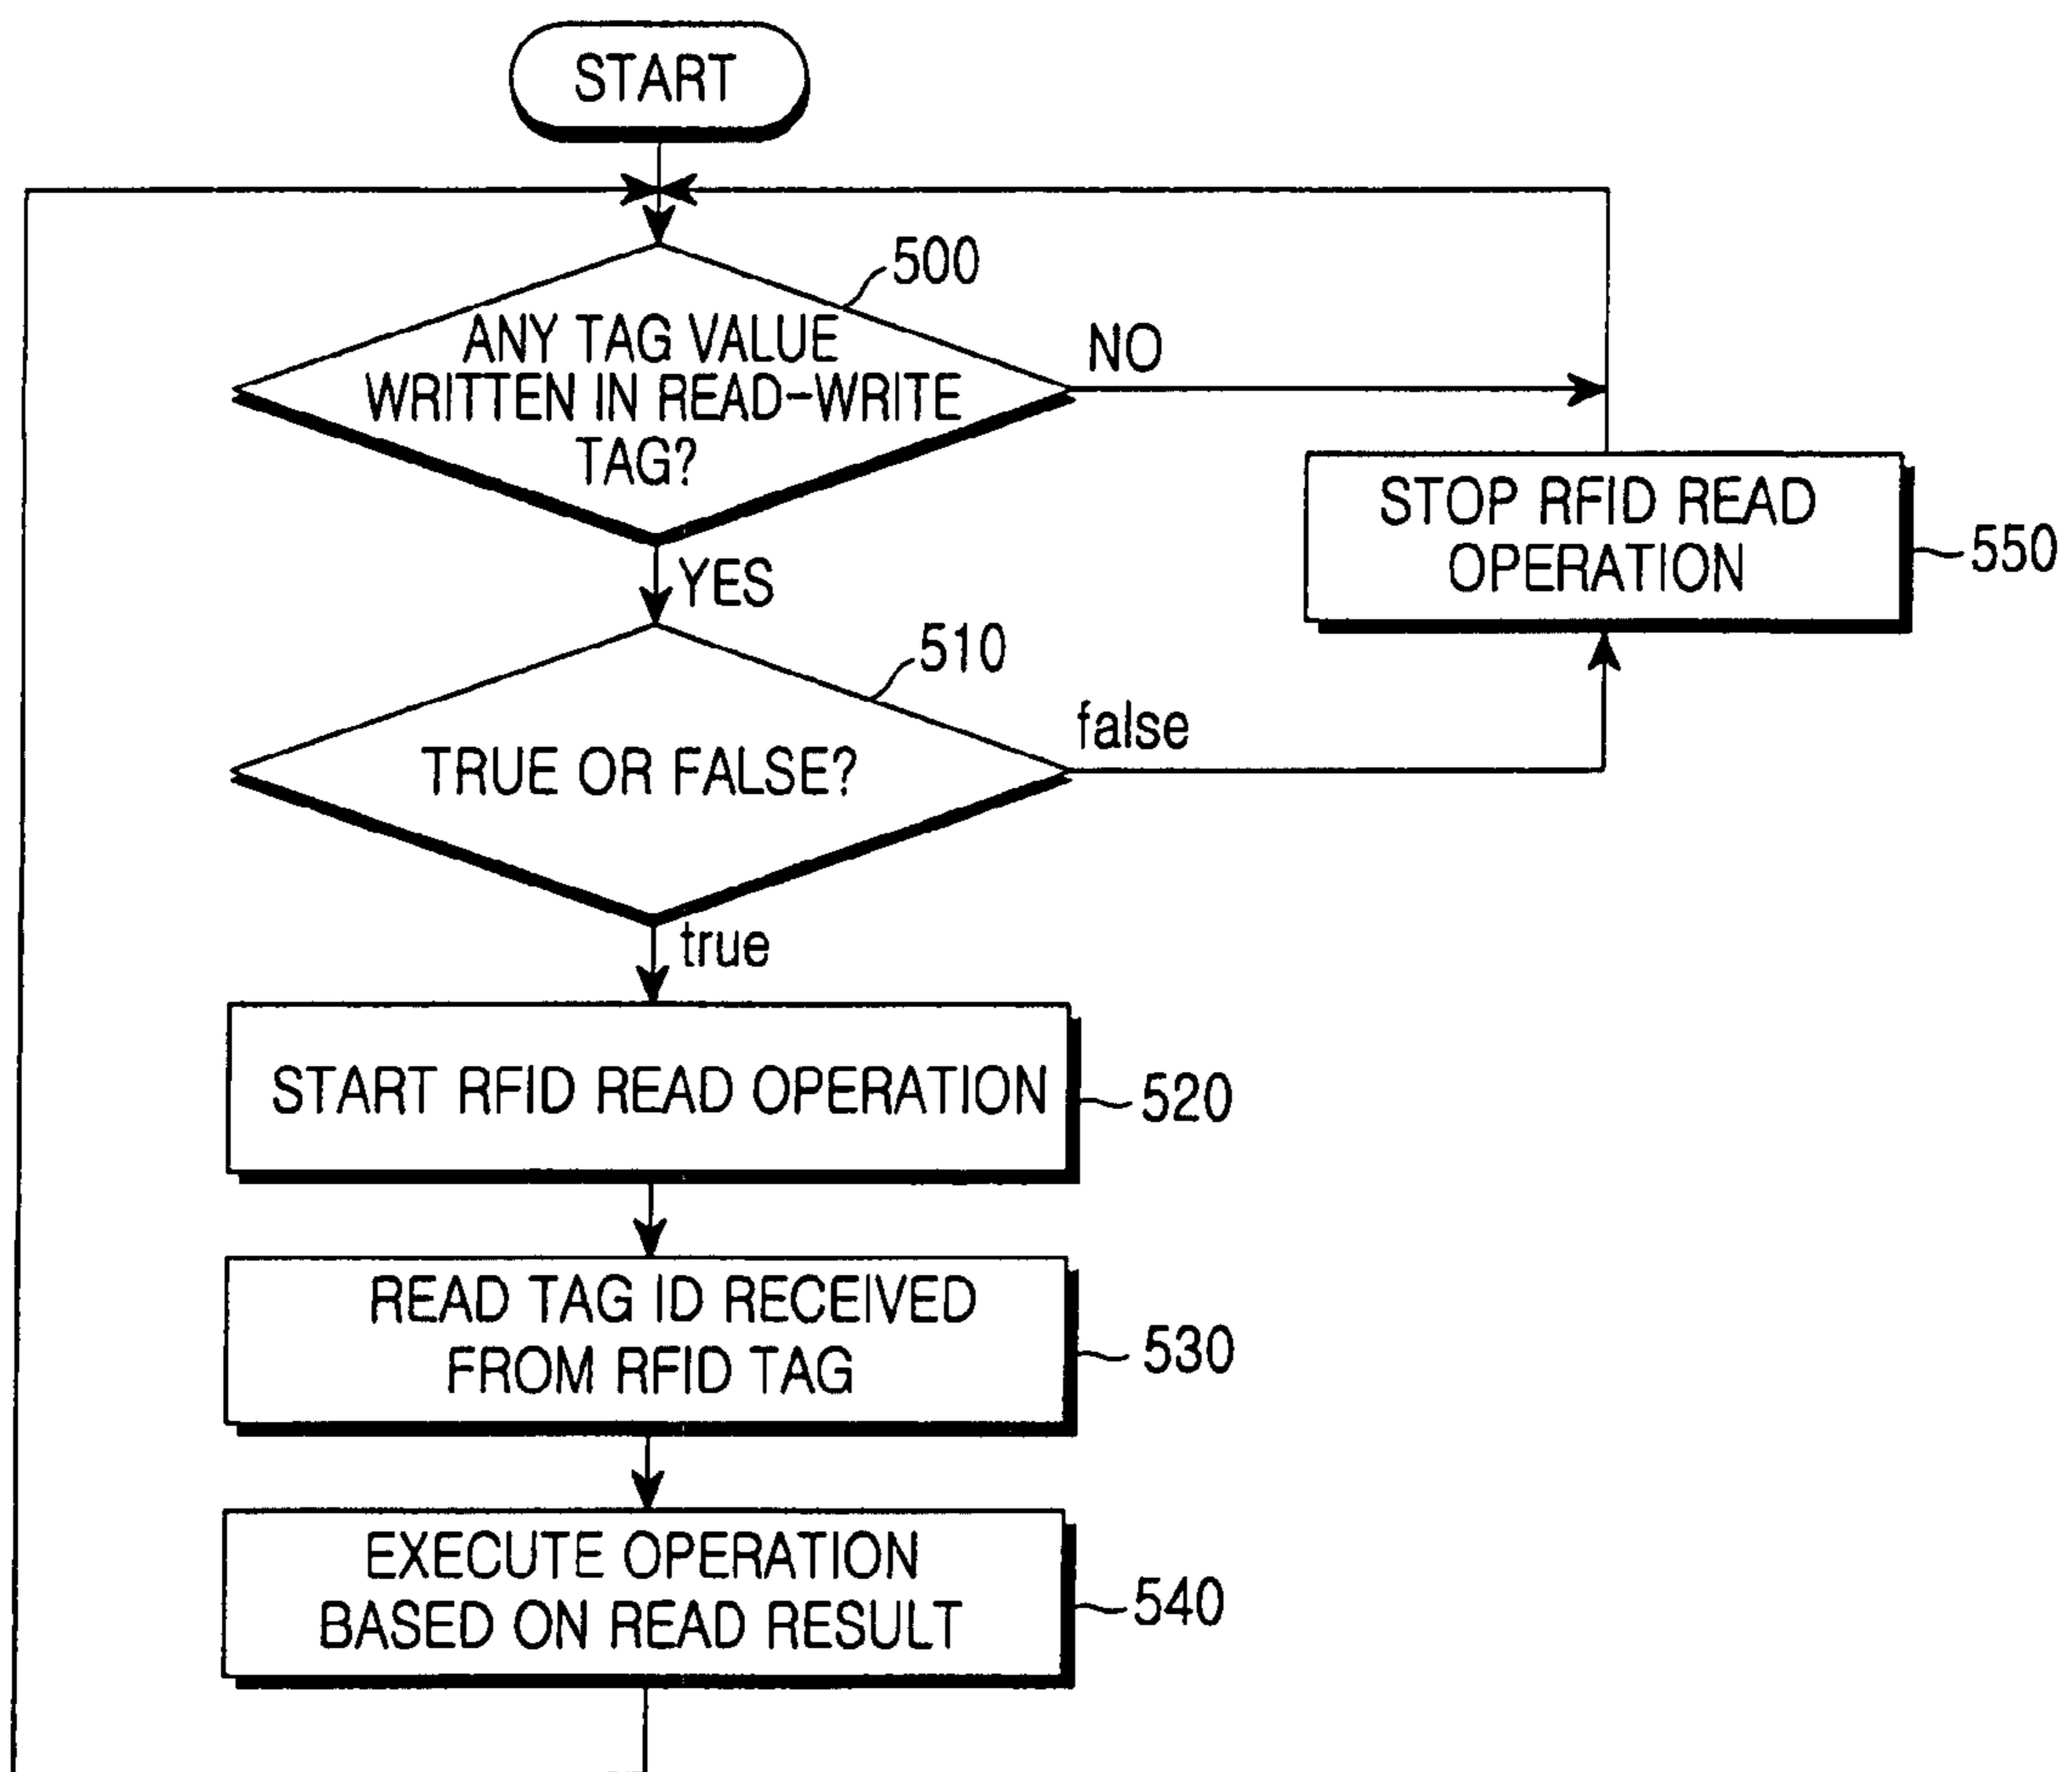 START
500
ANY TAG VALUE
WRITTEN IN READ-WRITE
TAG?
NO
YES
STOP RFID READ
OPERATION
550
510
TRUE OR FALSE?
false
true
START RFID READ OPERATION
520
READ TAG ID RECEIVED
FROM RFID TAG
530
EXECUTE OPERATION
BASED ON READ RESULT
540